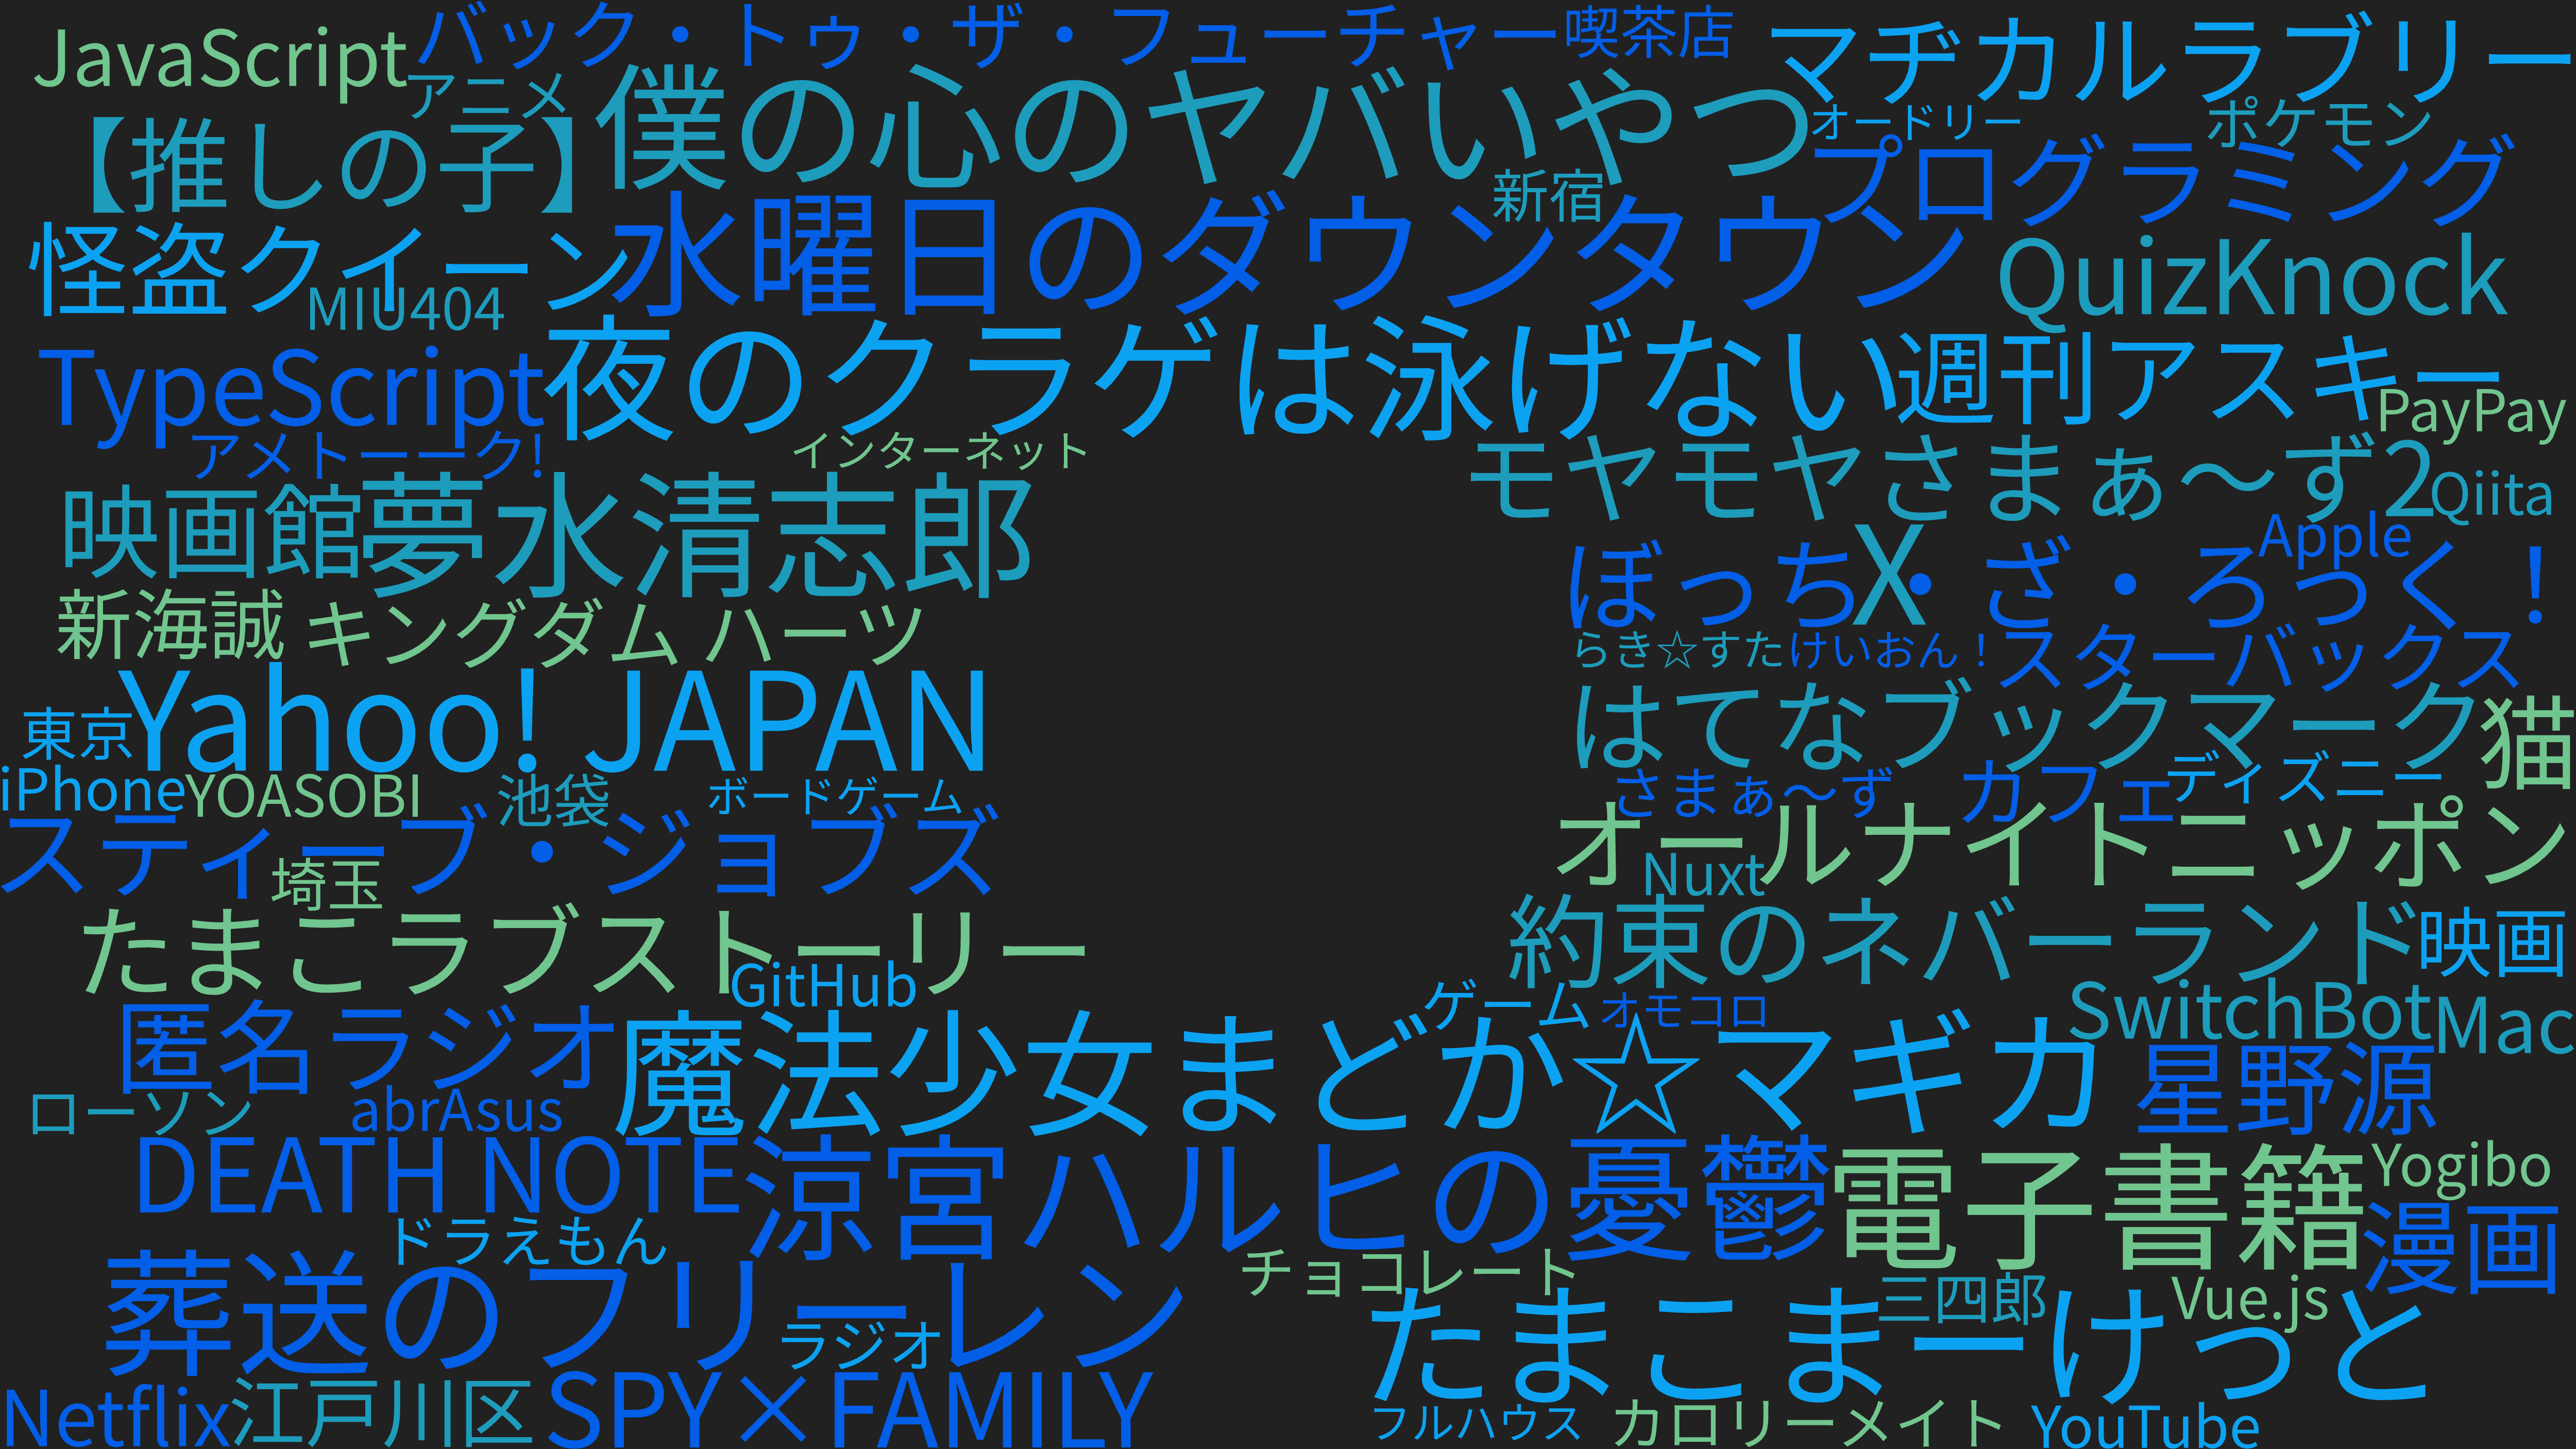 JavaScript
バック・トゥ・ザ・フューチャー
喫茶店
マヂカルラブリー
アニメ
【推しの子】
僕の心のヤバいやつ
オードリー
ポケモン
プログラミング
新宿
怪盗クイーン
水曜日のダウンタウン
QuizKnock
MIU404
TypeScript
夜のクラゲは泳げない
週刊アスキー
PayPay
アメトーーク!
インターネット
モヤモヤさまぁ〜ず2
Qiita
映画館
夢水清志郎
Apple
ぼっち・ざ・ろっく！
X
新海誠
キングダム ハーツ
らき☆すた
けいおん！
スターバックス
Yahoo! JAPAN
はてなブックマーク
猫
東京
iPhone
YOASOBI
池袋
ボードゲーム
さまぁ〜ず
カフェ
ディズニー
スティーブ・ジョブズ
オールナイトニッポン
埼玉
Nuxt
たまこラブストーリー
約束のネバーランド
映画
GitHub
ゲーム
オモコロ
SwitchBot
Mac
匿名ラジオ
魔法少女まどか☆マギカ
星野源
ローソン
abrAsus
DEATH NOTE
涼宮ハルヒの憂鬱
電子書籍
Yogibo
ドラえもん
漫画
葬送のフリーレン
チョコレート
三四郎
Vue.js
ラジオ
たまこまーけっと
Netflix
江戸川区
SPY×FAMILY
フルハウス
カロリーメイト
YouTube